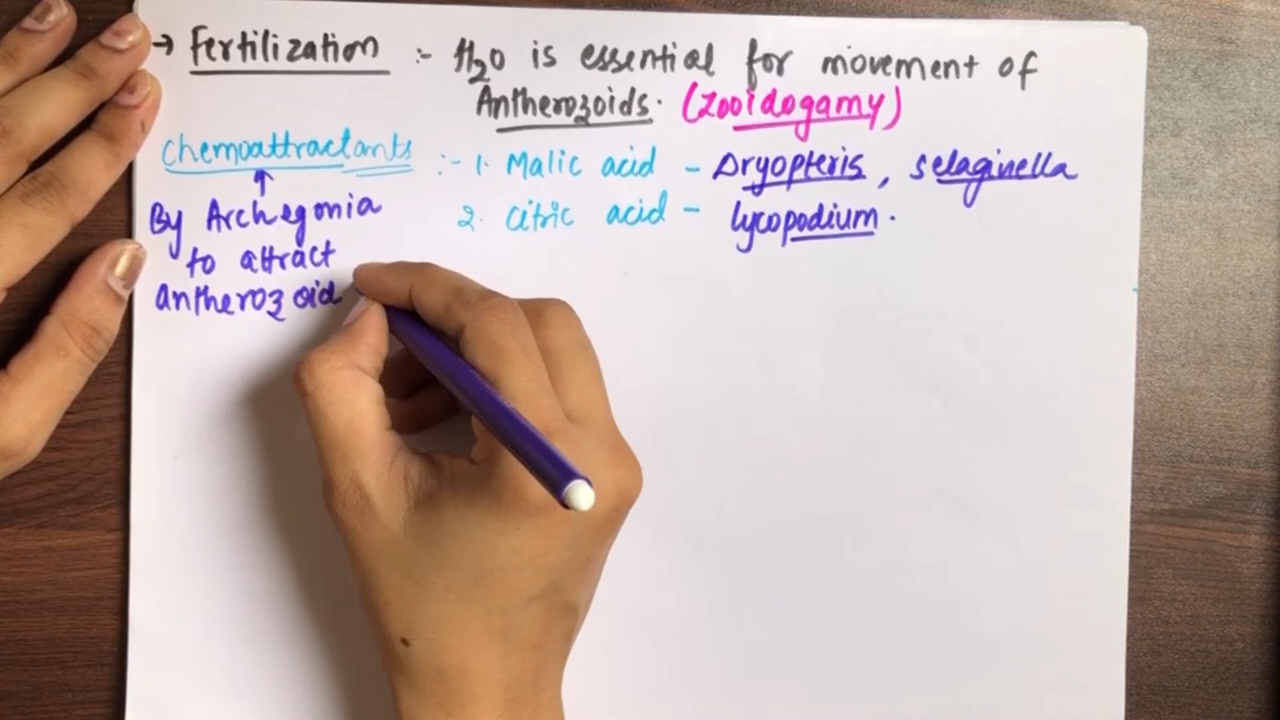 → Fertilization :- H₂O is essential for movement of
Antherozoids. (Zooidogamy)
Chemoattractants :- 1. Malic acid - Dryopteris, Selaginella
2. Citric acid - Lycopodium.
↑
By Archegonia
to attract
antherozoid